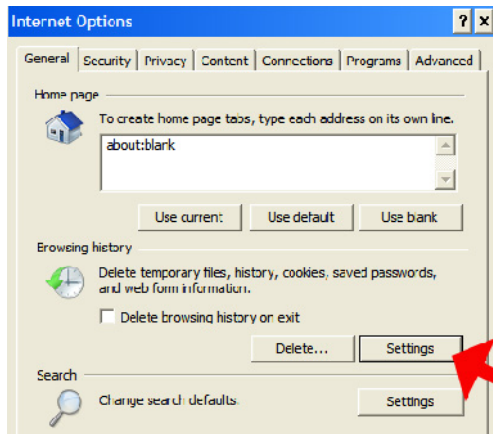 Internet Options ? x
General Security Privacy Content Connections Programs Advanced
Home page
To create home page tabs, type each address on its own line.
about:blank
Use current Use default Use blank
Browsing history
Delete temporary files, history, cookies, saved passwords,
and web form information.
Delete browsing history on exit
Delete... Settings
Search
Change search defaults. Settings